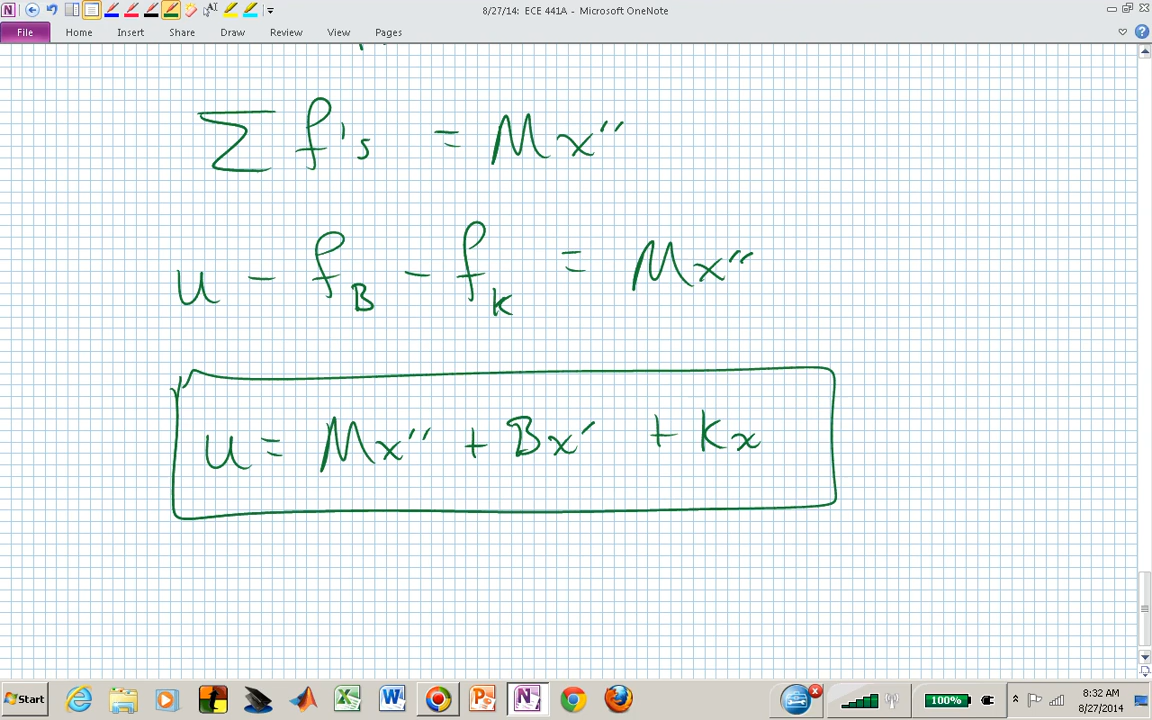 8/27/14: ECE 441A - Microsoft OneNote
File Home Insert Share Draw Review View Pages
∑ f's = Mx''
u - f_B - f_K = Mx''
u = Mx'' + Bx' + Kx
Start 100% 8:32 AM
8/27/2014